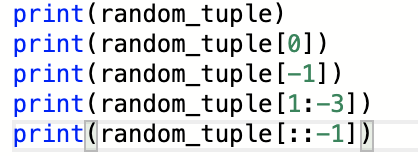 print(random_tuple)
print(random_tuple[0])
print(random_tuple[-1])
print(random_tuple[1:-3])
print(random_tuple[::-1])